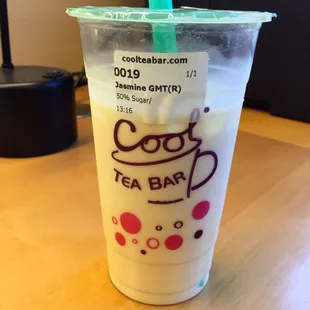 coolteabar.com
0019 1/1
Jasmine GMT(R)
50% Sugar/
13:16
Cool
TEA BAR